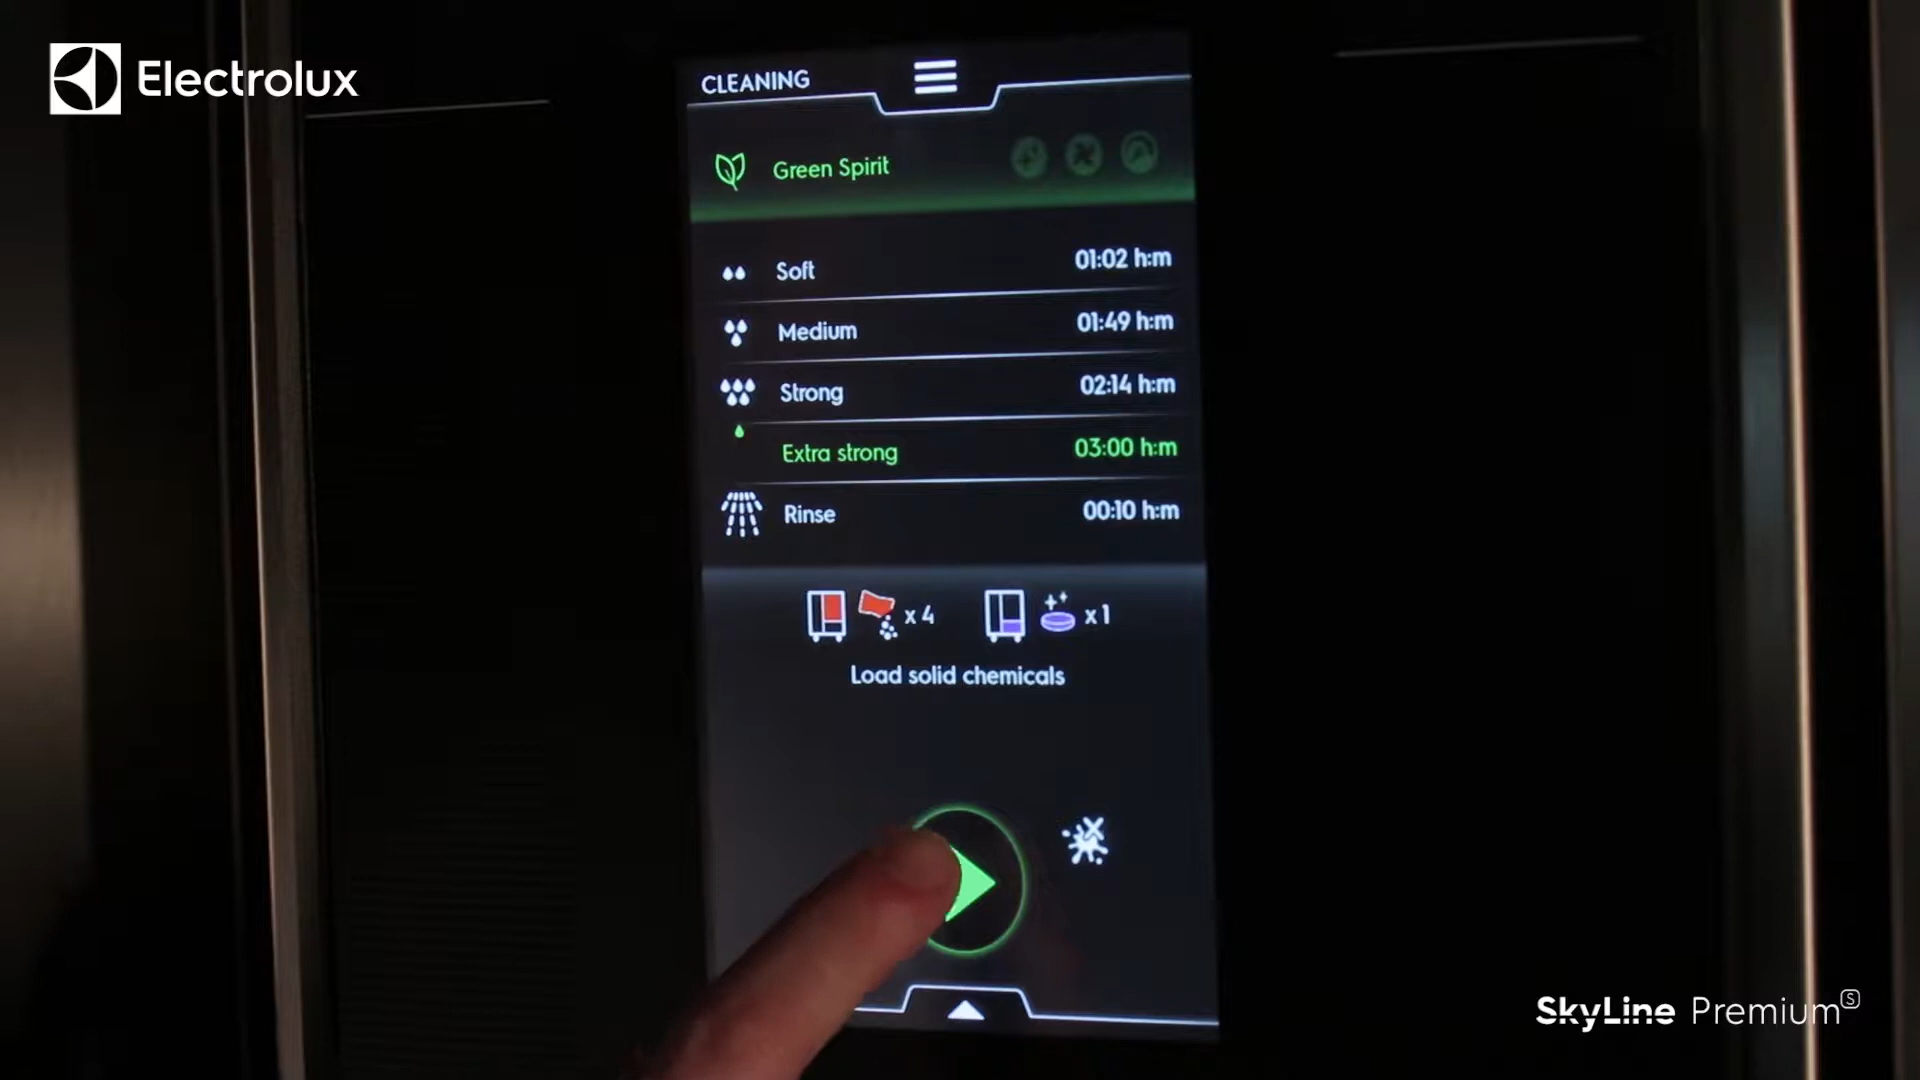 Electrolux
CLEANING
Green Spirit
Soft 01:02 h:m
Medium 01:49 h:m
Strong 02:14 h:m
Extra strong 03:00 h:m
Rinse 00:10 h:m
x 4 x 1
Load solid chemicals
SkyLine Premium S